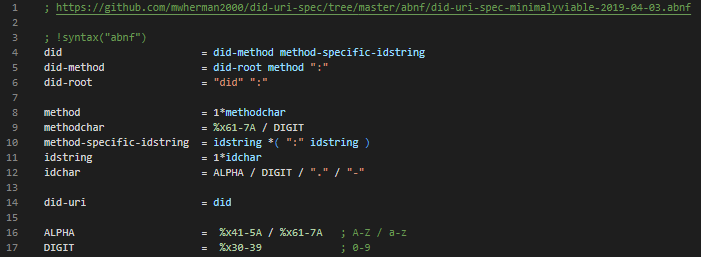 1 ; https://github.com/mwherman2000/did-uri-spec/tree/master/abnf/did-uri-spec-minimalyviable-2019-04-03.abnf
2
3 ; !syntax("abnf")
4 did = did-method method-specific-idstring
5 did-method = did-root method ":"
6 did-root = "did" ":"
7
8 method = 1*methodchar
9 methodchar = %x61-7A / DIGIT
10 method-specific-idstring = idstring *( ":" idstring )
11 idstring = 1*idchar
12 idchar = ALPHA / DIGIT / "." / "-"
13
14 did-uri = did
15
16 ALPHA = %x41-5A / %x61-7A ; A-Z / a-z
17 DIGIT = %x30-39 ; 0-9